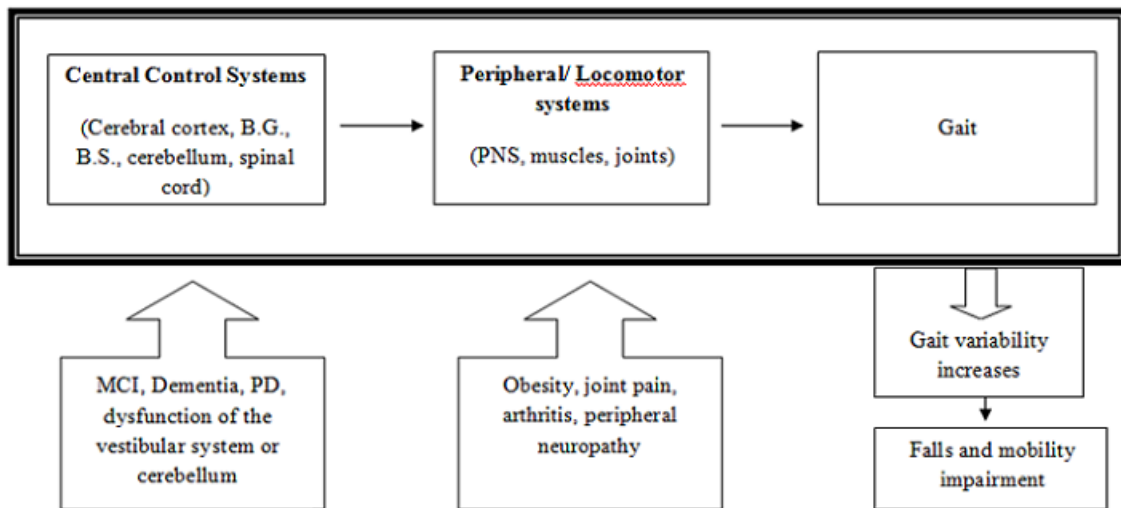 Central Control Systems
(Cerebral cortex, B.G.,
B.S., cerebellum, spinal
cord)
Peripheral/ Locomotor
systems
(PNS, muscles, joints)
Gait
MCI, Dementia, PD,
dysfunction of the
vestibular system or
cerebellum
Obesity, joint pain,
arthritis, peripheral
neuropathy
Gait variability
increases
Falls and mobility
impairment